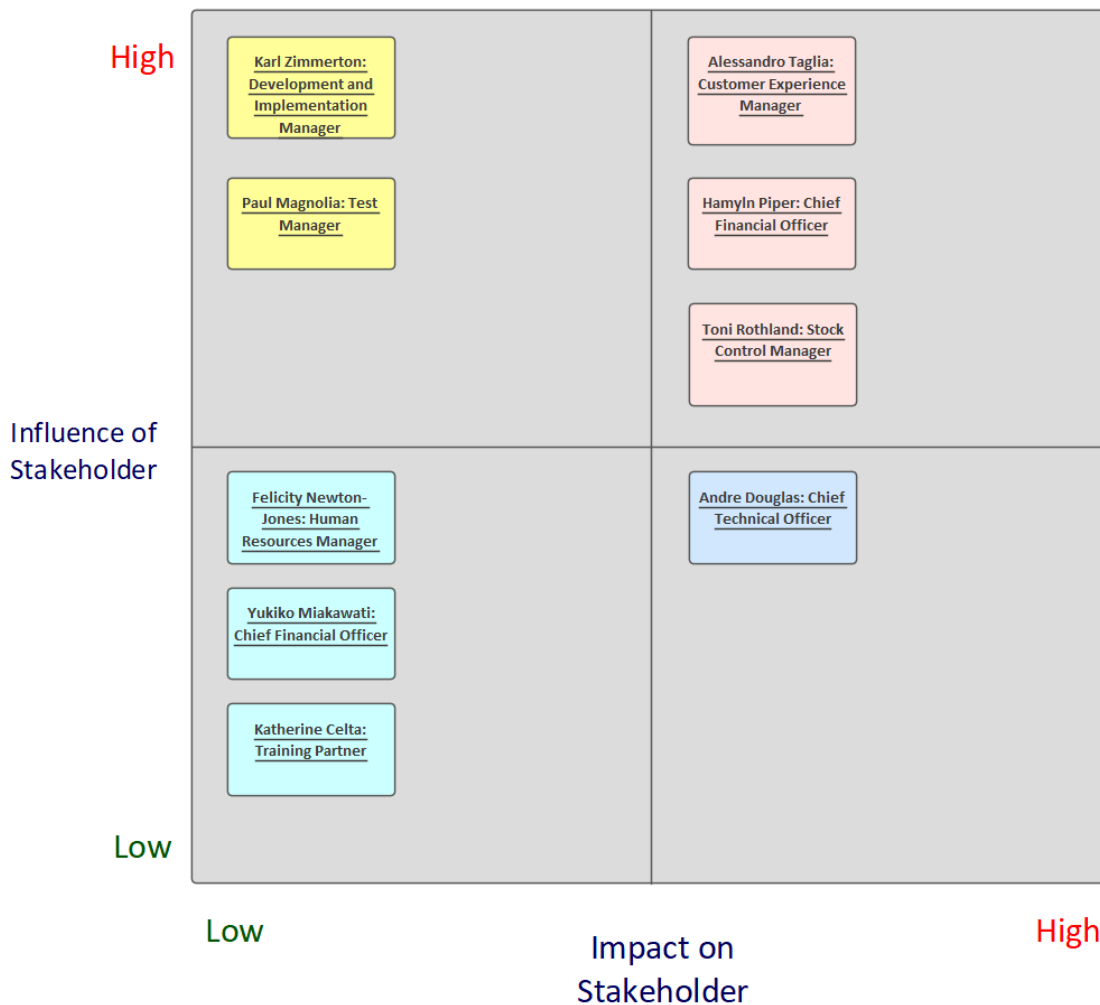 High
Karl Zimmerton:
Development and
Implementation
Manager
Alessandro Taglia:
Customer Experience
Manager
Paul Magnolia: Test
Manager
Hamyln Piper: Chief
Financial Officer
Toni Rothland: Stock
Control Manager
Influence of
Stakeholder
Felicity Newton-
Jones: Human
Resources Manager
Andre Douglas: Chief
Technical Officer
Yukiko Miakawati:
Chief Financial Officer
Katherine Celta:
Training Partner
Low
Low
Impact on
Stakeholder
High